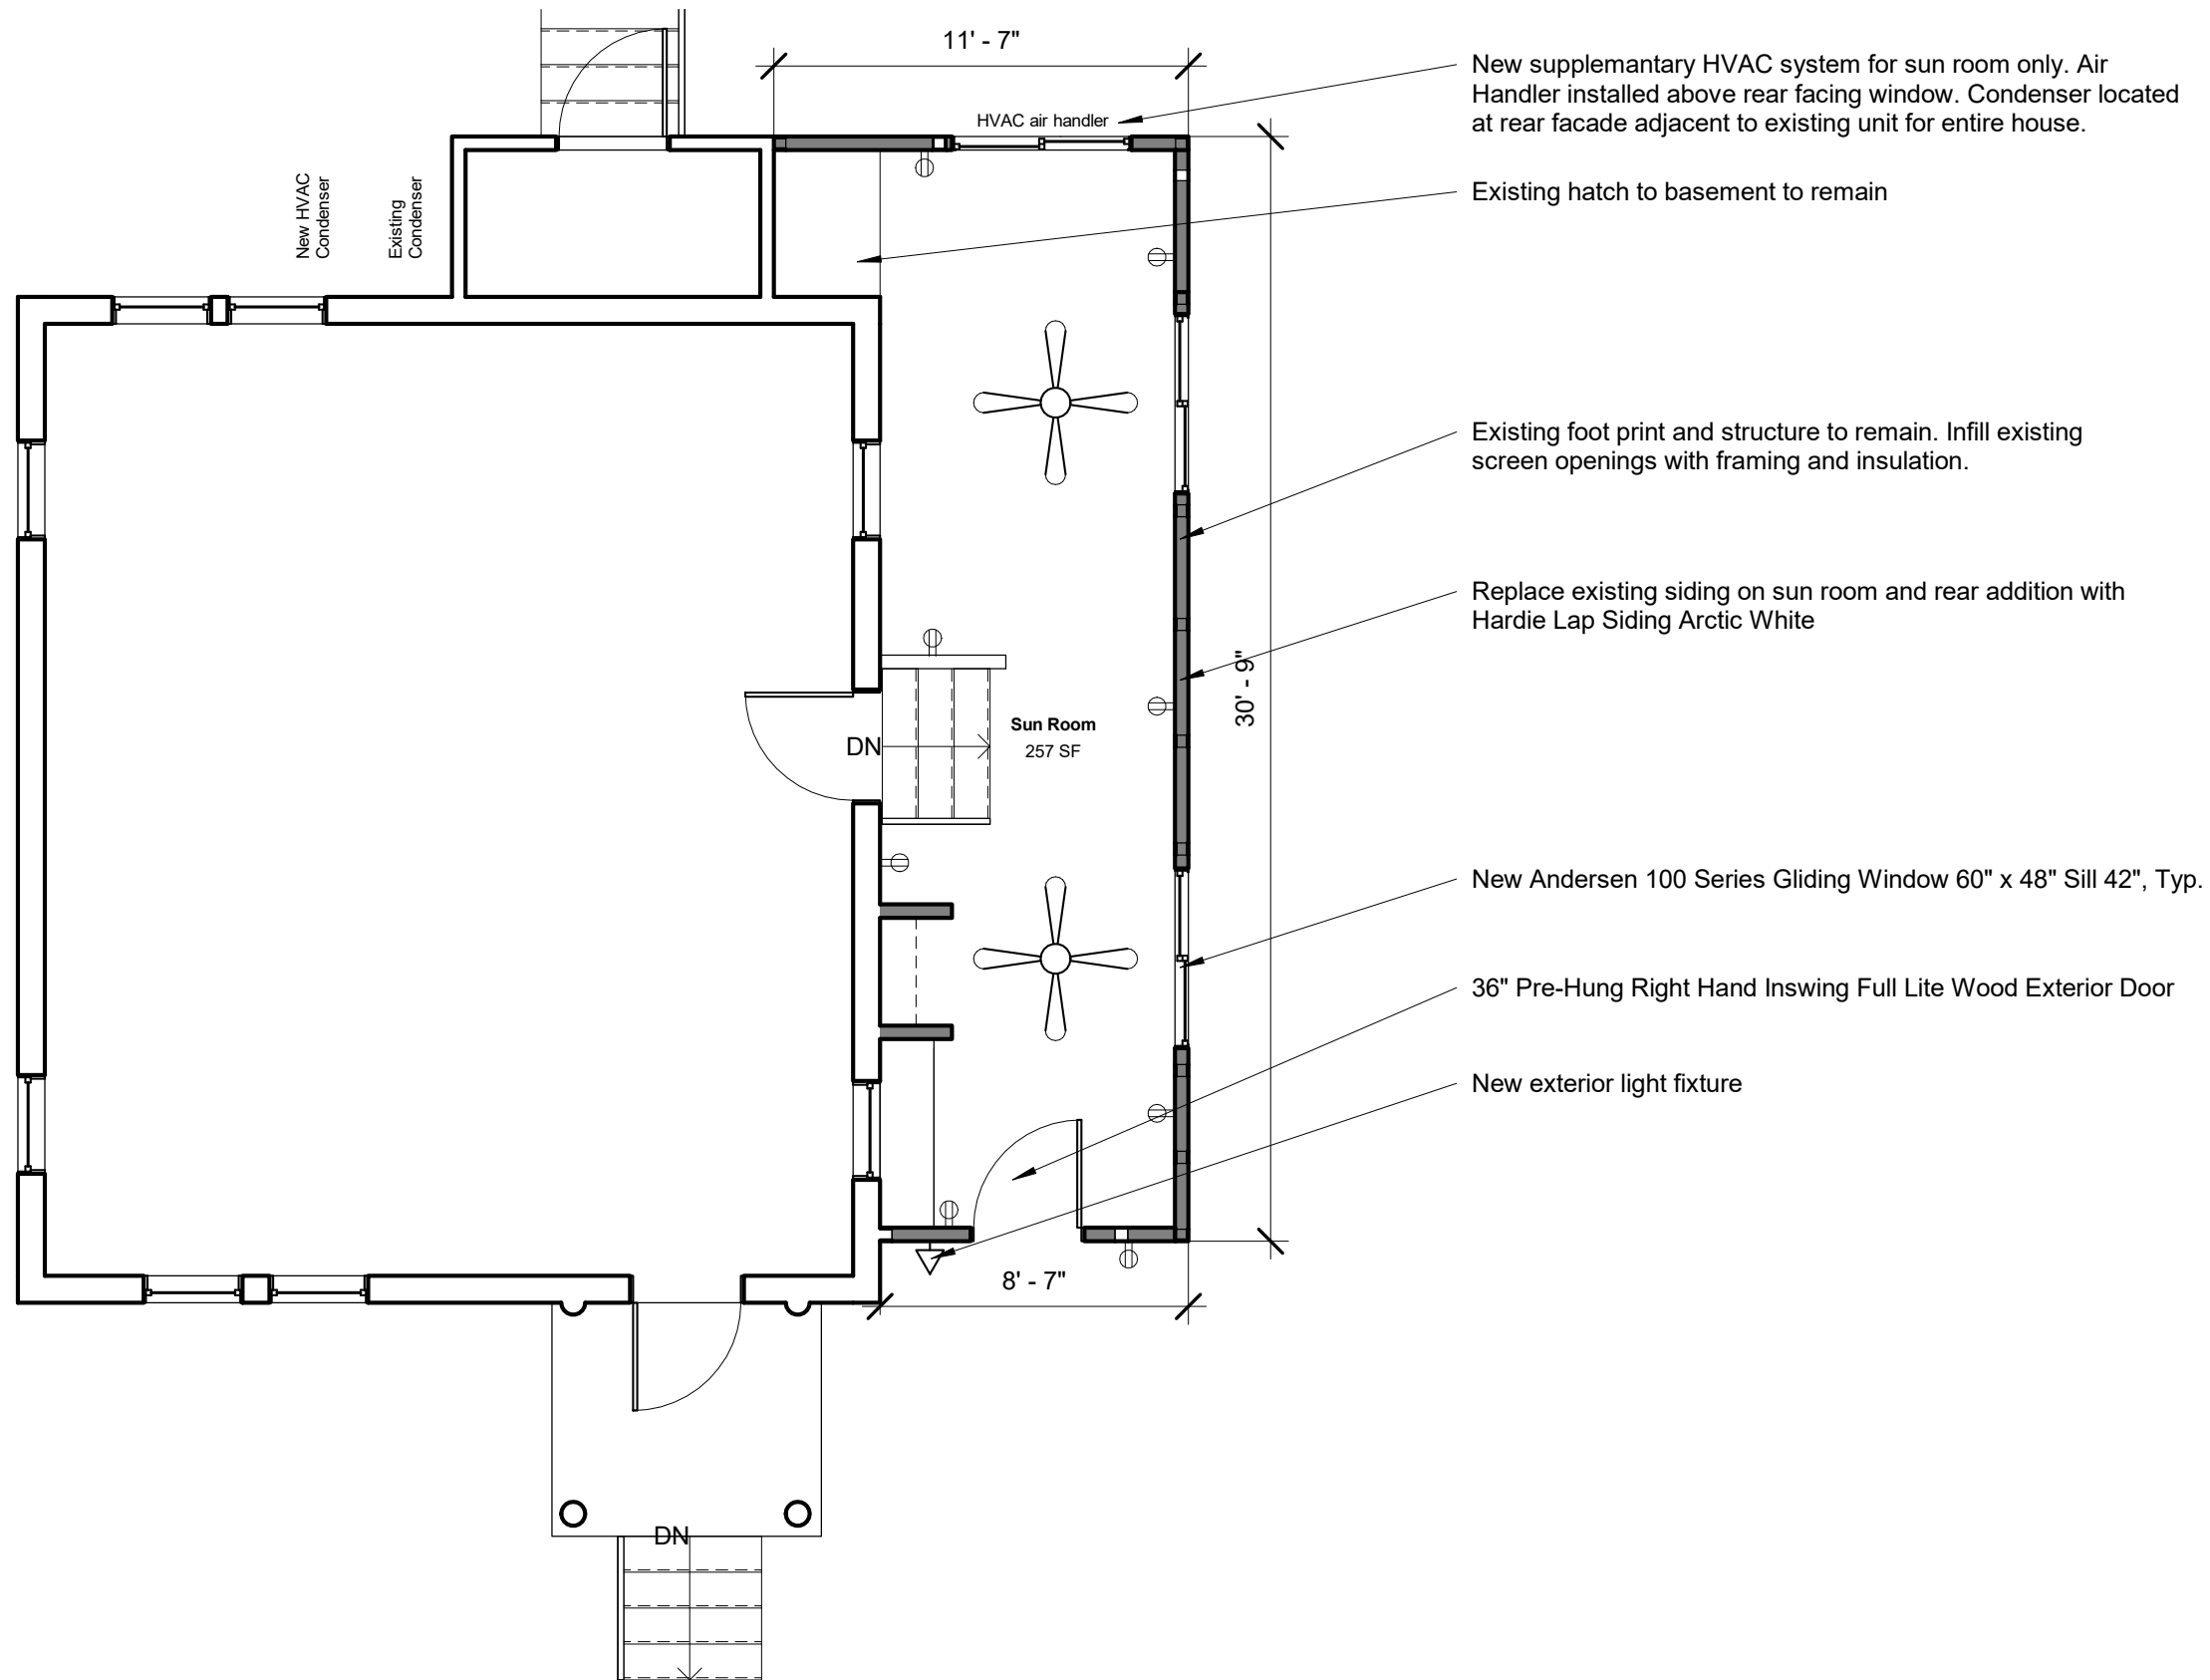 11' - 7"
New supplemantary HVAC system for sun room only. Air
Handler installed above rear facing window. Condenser located
at rear facade adjacent to existing unit for entire house.
HVAC air handler
New HVAC
Condenser
Existing
Condenser
Existing hatch to basement to remain
Existing foot print and structure to remain. Infill existing
screen openings with framing and insulation.
Replace existing siding on sun room and rear addition with
Hardie Lap Siding Arctic White
30' - 9"
Sun Room
257 SF
DN
New Andersen 100 Series Gliding Window 60" x 48" Sill 42", Typ.
36" Pre-Hung Right Hand Inswing Full Lite Wood Exterior Door
New exterior light fixture
8' - 7"
DN